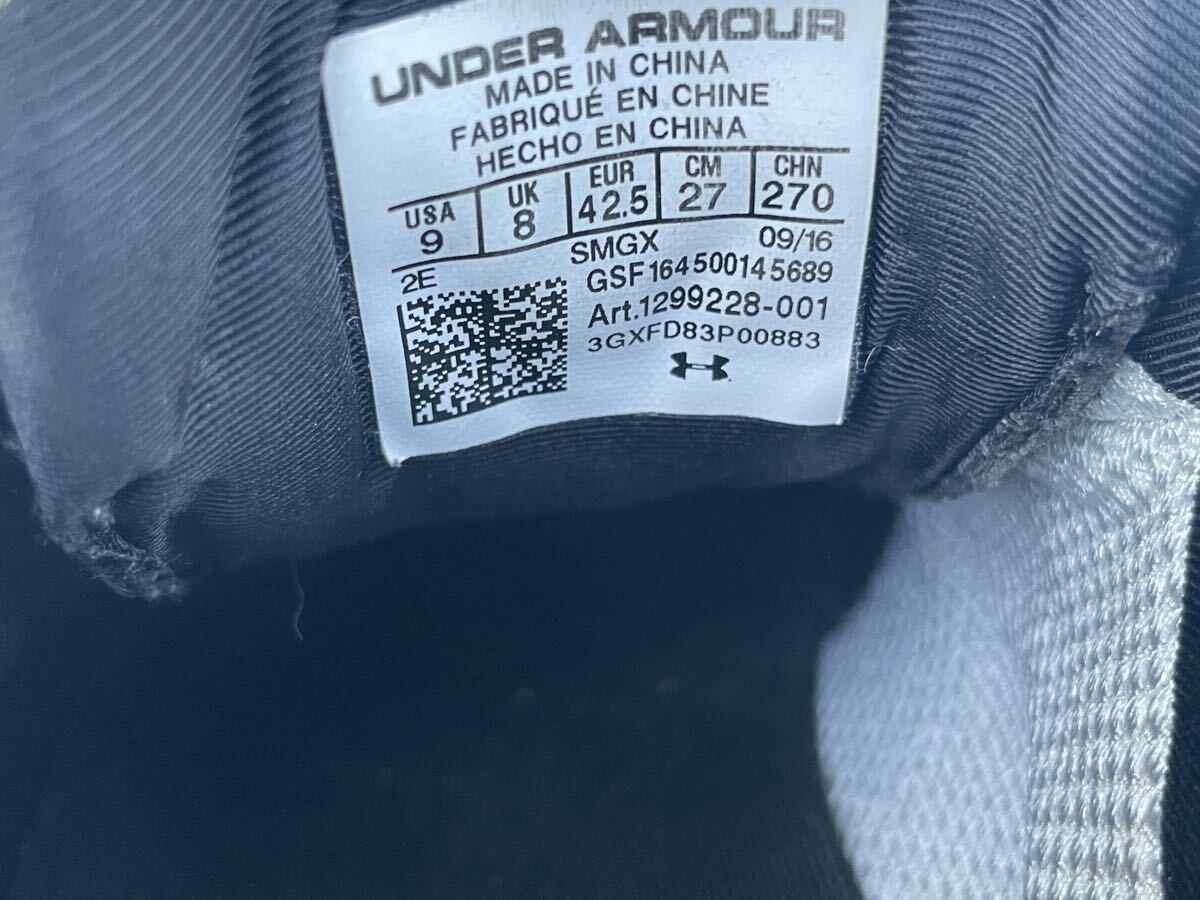 UNDER ARMOUR
MADE IN CHINA
FABRIQUÉ EN CHINE
HECHO EN CHINA
USA UK EUR CM CHN
9 8 42.5 27 270
2E SMGX 09/16
GSF164500145689
Art.1299228-001
3GXFD83P00883